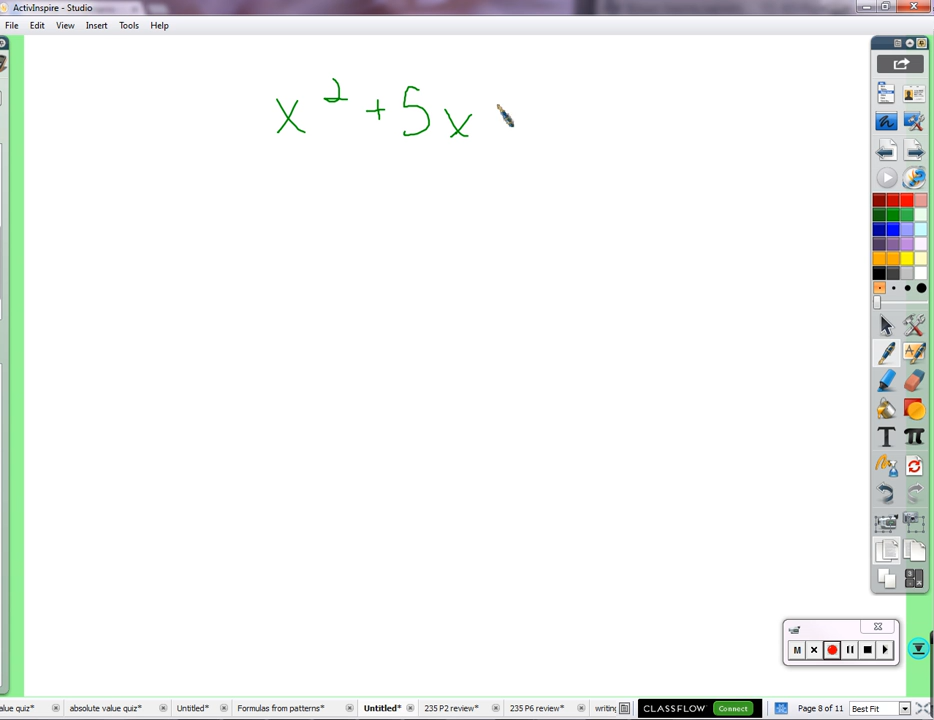 ActivInspire - Studio
File Edit View Insert Tools Help
x² + 5x
M
T
alue quiz* absolute value quiz* Untitled* Formulas from patterns* Untitled* 235 P2 review* 235 P6 review* writing CLASSFLOW Connect Page 8 of 11 Best Fit